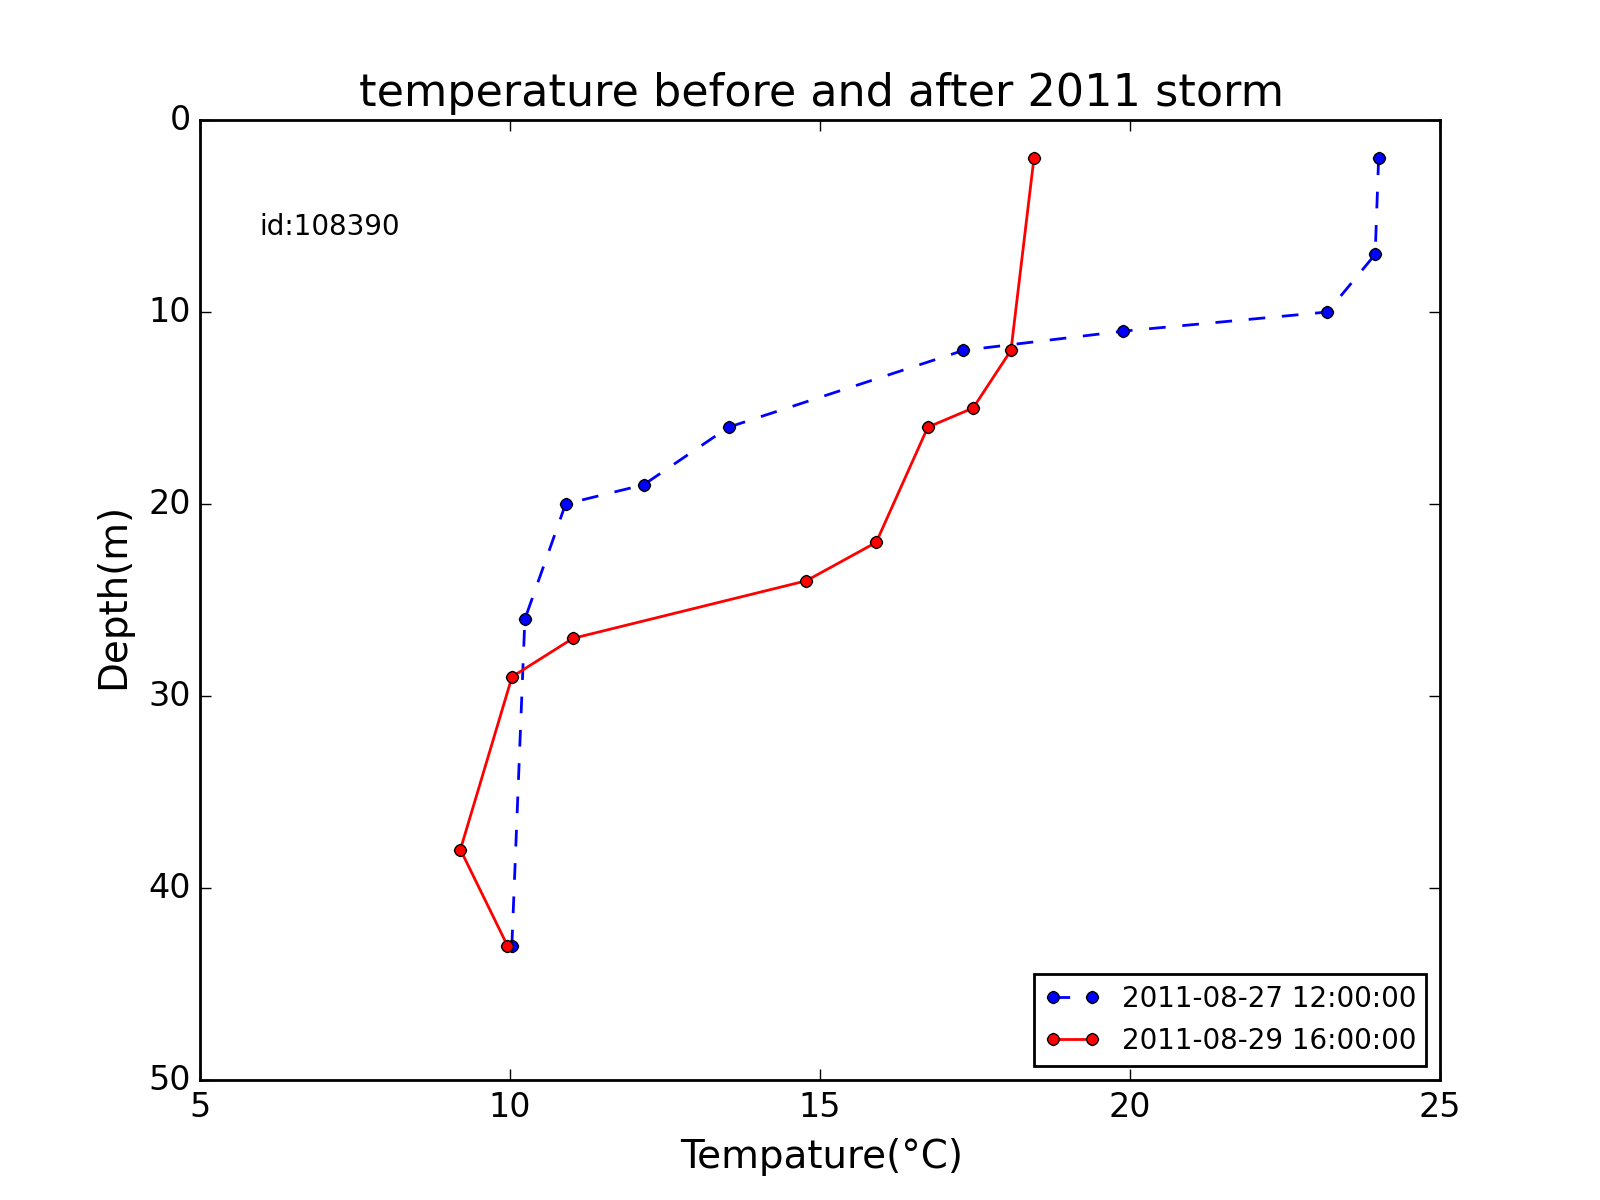 temperature before and after 2011 storm
0
id:108390
10
20
Depth(m)
30
40
2011-08-27 12:00:00
2011-08-29 16:00:00
50
5 10 15 20 25
Tempature(°C)